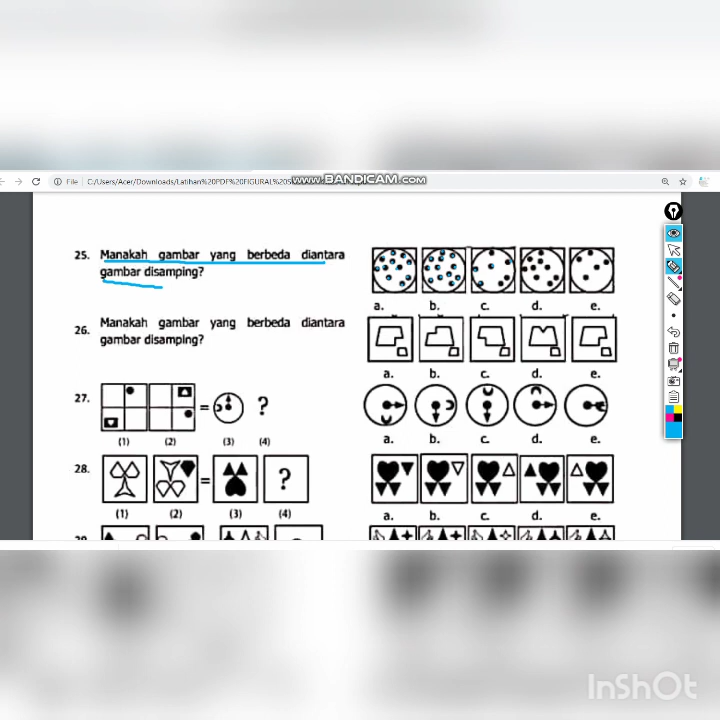 File
C:/Users/Acer/Downloads/Latihan%20PDF%20FIGURAL%20S
www.BANDICAM.com
25. Manakah gambar yang berbeda diantara
gambar disamping?
a. b. c. d. e.
26. Manakah gambar yang berbeda diantara
gambar disamping?
a. b. c. d. e.
27. = ?
(1) (2) (3) (4)
a. b. c. d. e.
28. = ?
(1) (2) (3) (4)
a. b. c. d. e.
InShOt